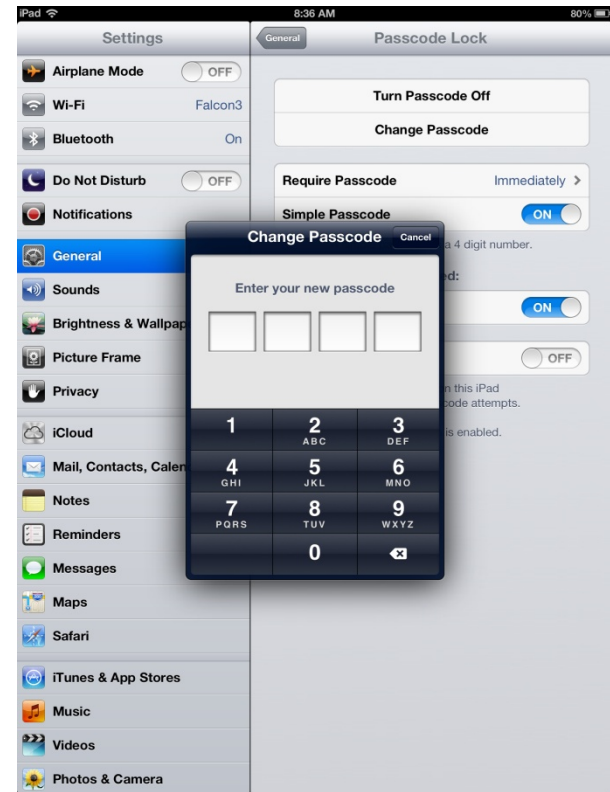 iPad 8:36 AM 80%
Settings
General Passcode Lock
Airplane Mode OFF
Wi-Fi Falcon3
Bluetooth On
Do Not Disturb OFF
Notifications
General
Sounds
Brightness & Wallpap
Picture Frame
Privacy
iCloud
Mail, Contacts, Calen
Notes
Reminders
Messages
Maps
Safari
iTunes & App Stores
Music
Videos
Photos & Camera
Turn Passcode Off
Change Passcode
Require Passcode Immediately
Simple Passcode ON
a 4 digit number.
ed:
ON
OFF
n this iPad
code attempts.
is enabled.
Change Passcode Cancel
Enter your new passcode
1 2 3
ABC DEF
4 5 6
GHI JKL MNO
7 8 9
PQRS TUV WXYZ
0